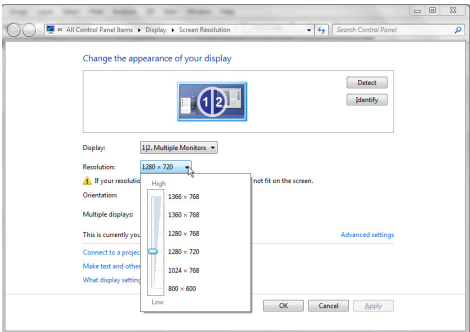 « All Control Panel Items ▸ Display ▸ Screen Resolution
Search Control Panel
Change the appearance of your display
1|2
Detect
Identify
Display:
1|2. Multiple Monitors
Resolution:
1280 × 720
If your resolutio
not fit on the screen.
Orientation:
Multiple displays:
This is currently you
Advanced settings
Connect to a projec
Make text and other
What display setting
High
1366 × 768
1360 × 768
1280 × 768
1280 × 720
1024 × 768
800 × 600
Low
OK
Cancel
Apply